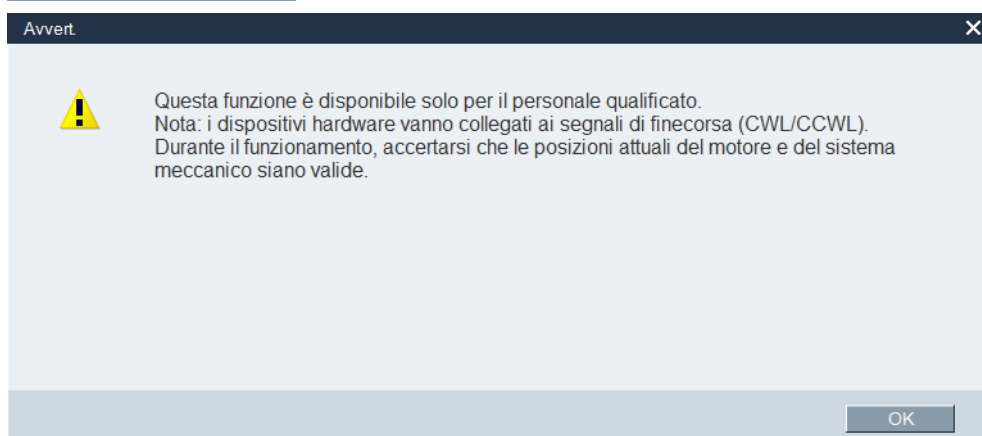 Avvert.
Questa funzione è disponibile solo per il personale qualificato.
Nota: i dispositivi hardware vanno collegati ai segnali di finecorsa (CWL/CCWL).
Durante il funzionamento, accertarsi che le posizioni attuali del motore e del sistema
meccanico siano valide.
OK